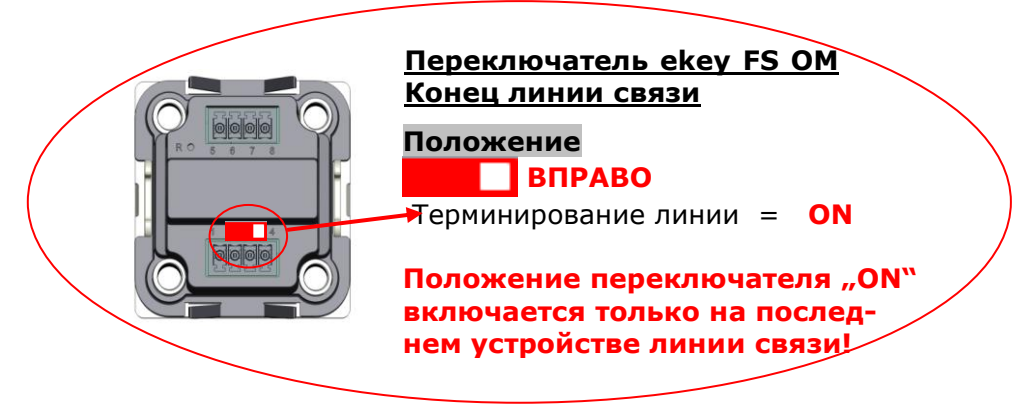 Переключатель ekey FS OM
Конец линии связи
Положение
ВПРАВО
Терминирование линии = ON
Положение переключателя „ON“
включается только на послед-
нем устройстве линии связи!
R
5 6 7 8
1 4